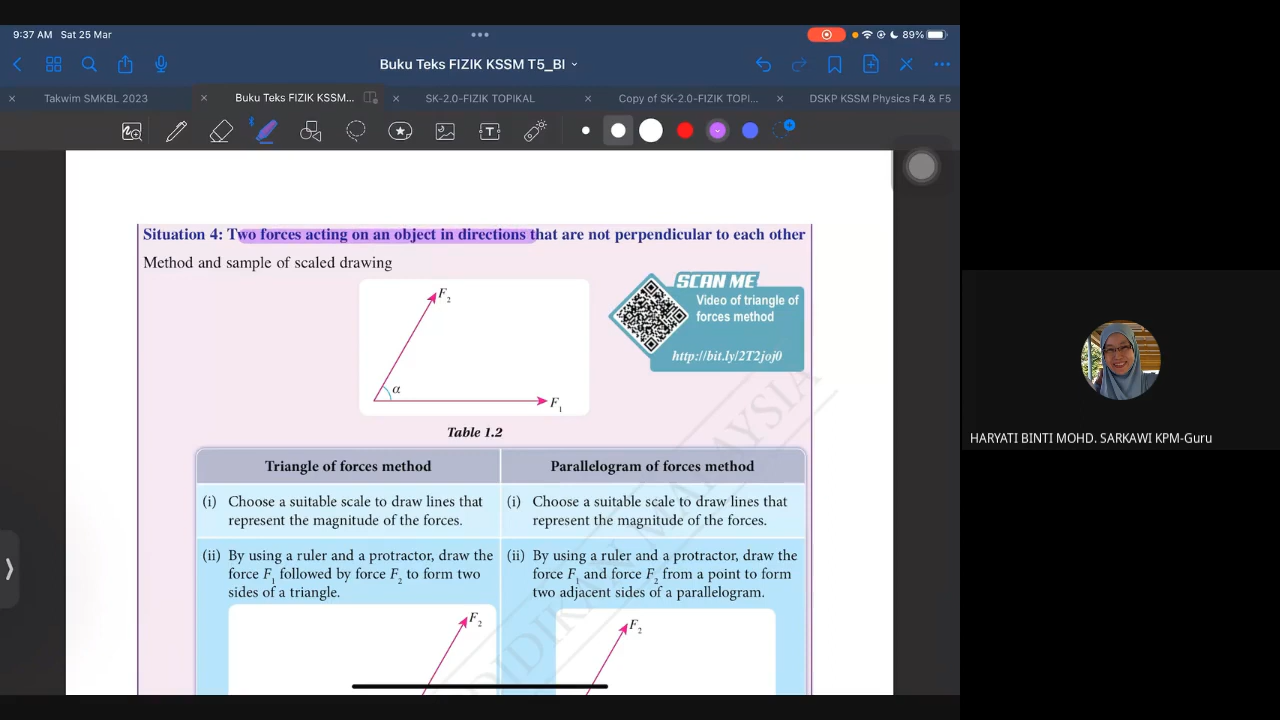 9:37 AM Sat 25 Mar
89%
Buku Teks FIZIK KSSM T5_BI
Takwim SMKBL 2023
Buku Teks FIZIK KSSM...
SK-2.0-FIZIK TOPIKAL
Copy of SK-2.0-FIZIK TOPI...
DSKP KSSM Physics F4 & F5
Situation 4: Two forces acting on an object in directions that are not perpendicular to each other
Method and sample of scaled drawing
F2
α
F1
SCAN ME
Video of triangle of
forces method
http://bit.ly/2T2joj0
Table 1.2
Triangle of forces method
Parallelogram of forces method
(i) Choose a suitable scale to draw lines that
represent the magnitude of the forces.
(i) Choose a suitable scale to draw lines that
represent the magnitude of the forces.
(ii) By using a ruler and a protractor, draw the
force F1 followed by force F2 to form two
sides of a triangle.
(ii) By using a ruler and a protractor, draw the
force F1 and force F2 from a point to form
two adjacent sides of a parallelogram.
F2
F2
DIDIKAN MALAYSIA
HARYATI BINTI MOHD. SARKAWI KPM-Guru